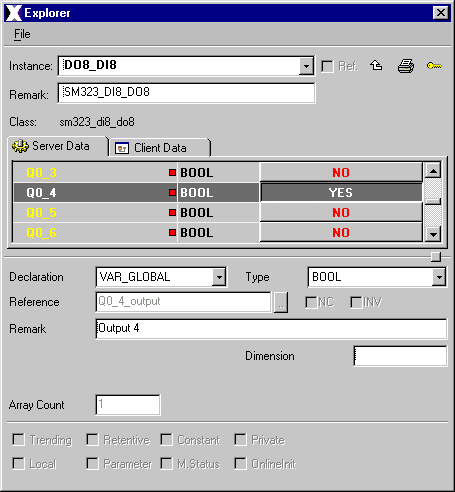 Explorer
File
Instance: DO8_DI8 Ref.
Remark: SM323_DI8_DO8
Class: sm323_di8_do8
Server Data Client Data
Q0_3 BOOL NO
Q0_4 BOOL YES
Q0_5 BOOL NO
Q0_6 BOOL NO
Declaration VAR_GLOBAL Type BOOL
Reference Q0_4_output .. NC INV
Remark Output 4
Dimension
Array Count 1
Trending Retentive Constant Private
Local Parameter M.Status OnlineInit